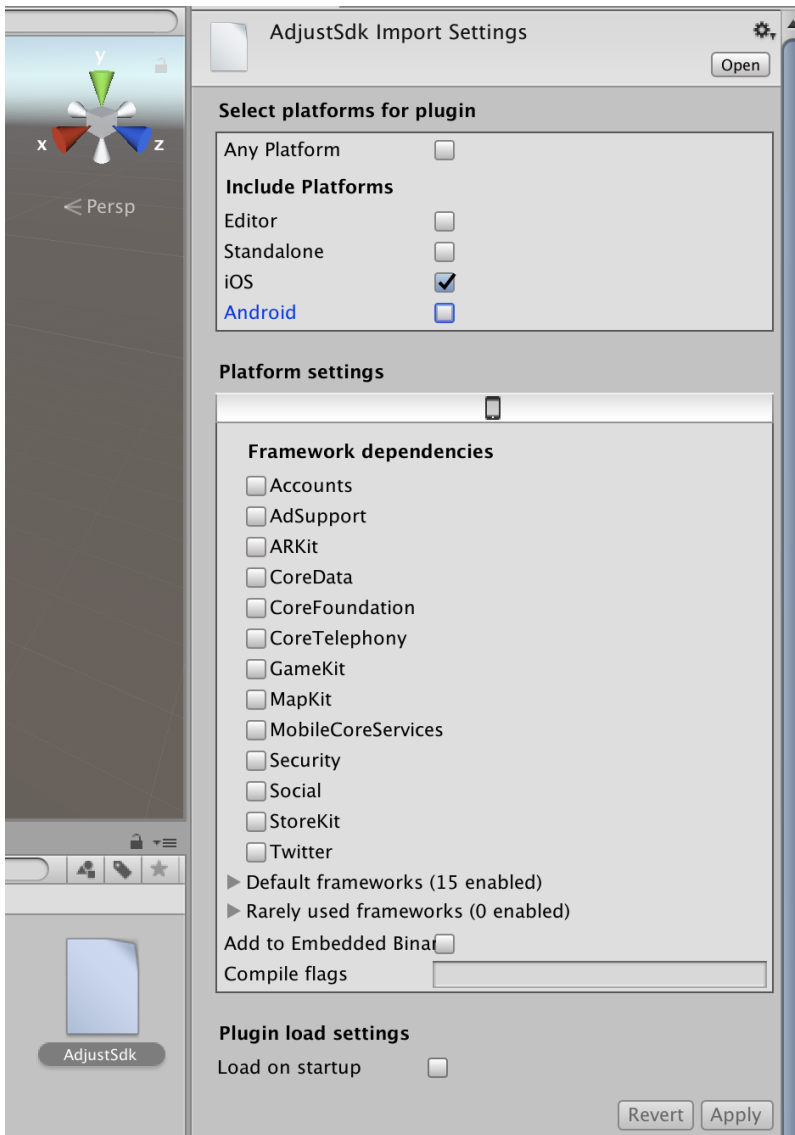 y
x
z
Persp
AdjustSdk
AdjustSdk Import Settings
Open
Select platforms for plugin
Any Platform
Include Platforms
Editor
Standalone
iOS
Android
Platform settings
Framework dependencies
Accounts
AdSupport
ARKit
CoreData
CoreFoundation
CoreTelephony
GameKit
MapKit
MobileCoreServices
Security
Social
StoreKit
Twitter
Default frameworks (15 enabled)
Rarely used frameworks (0 enabled)
Add to Embedded Binar
Compile flags
Plugin load settings
Load on startup
Revert Apply